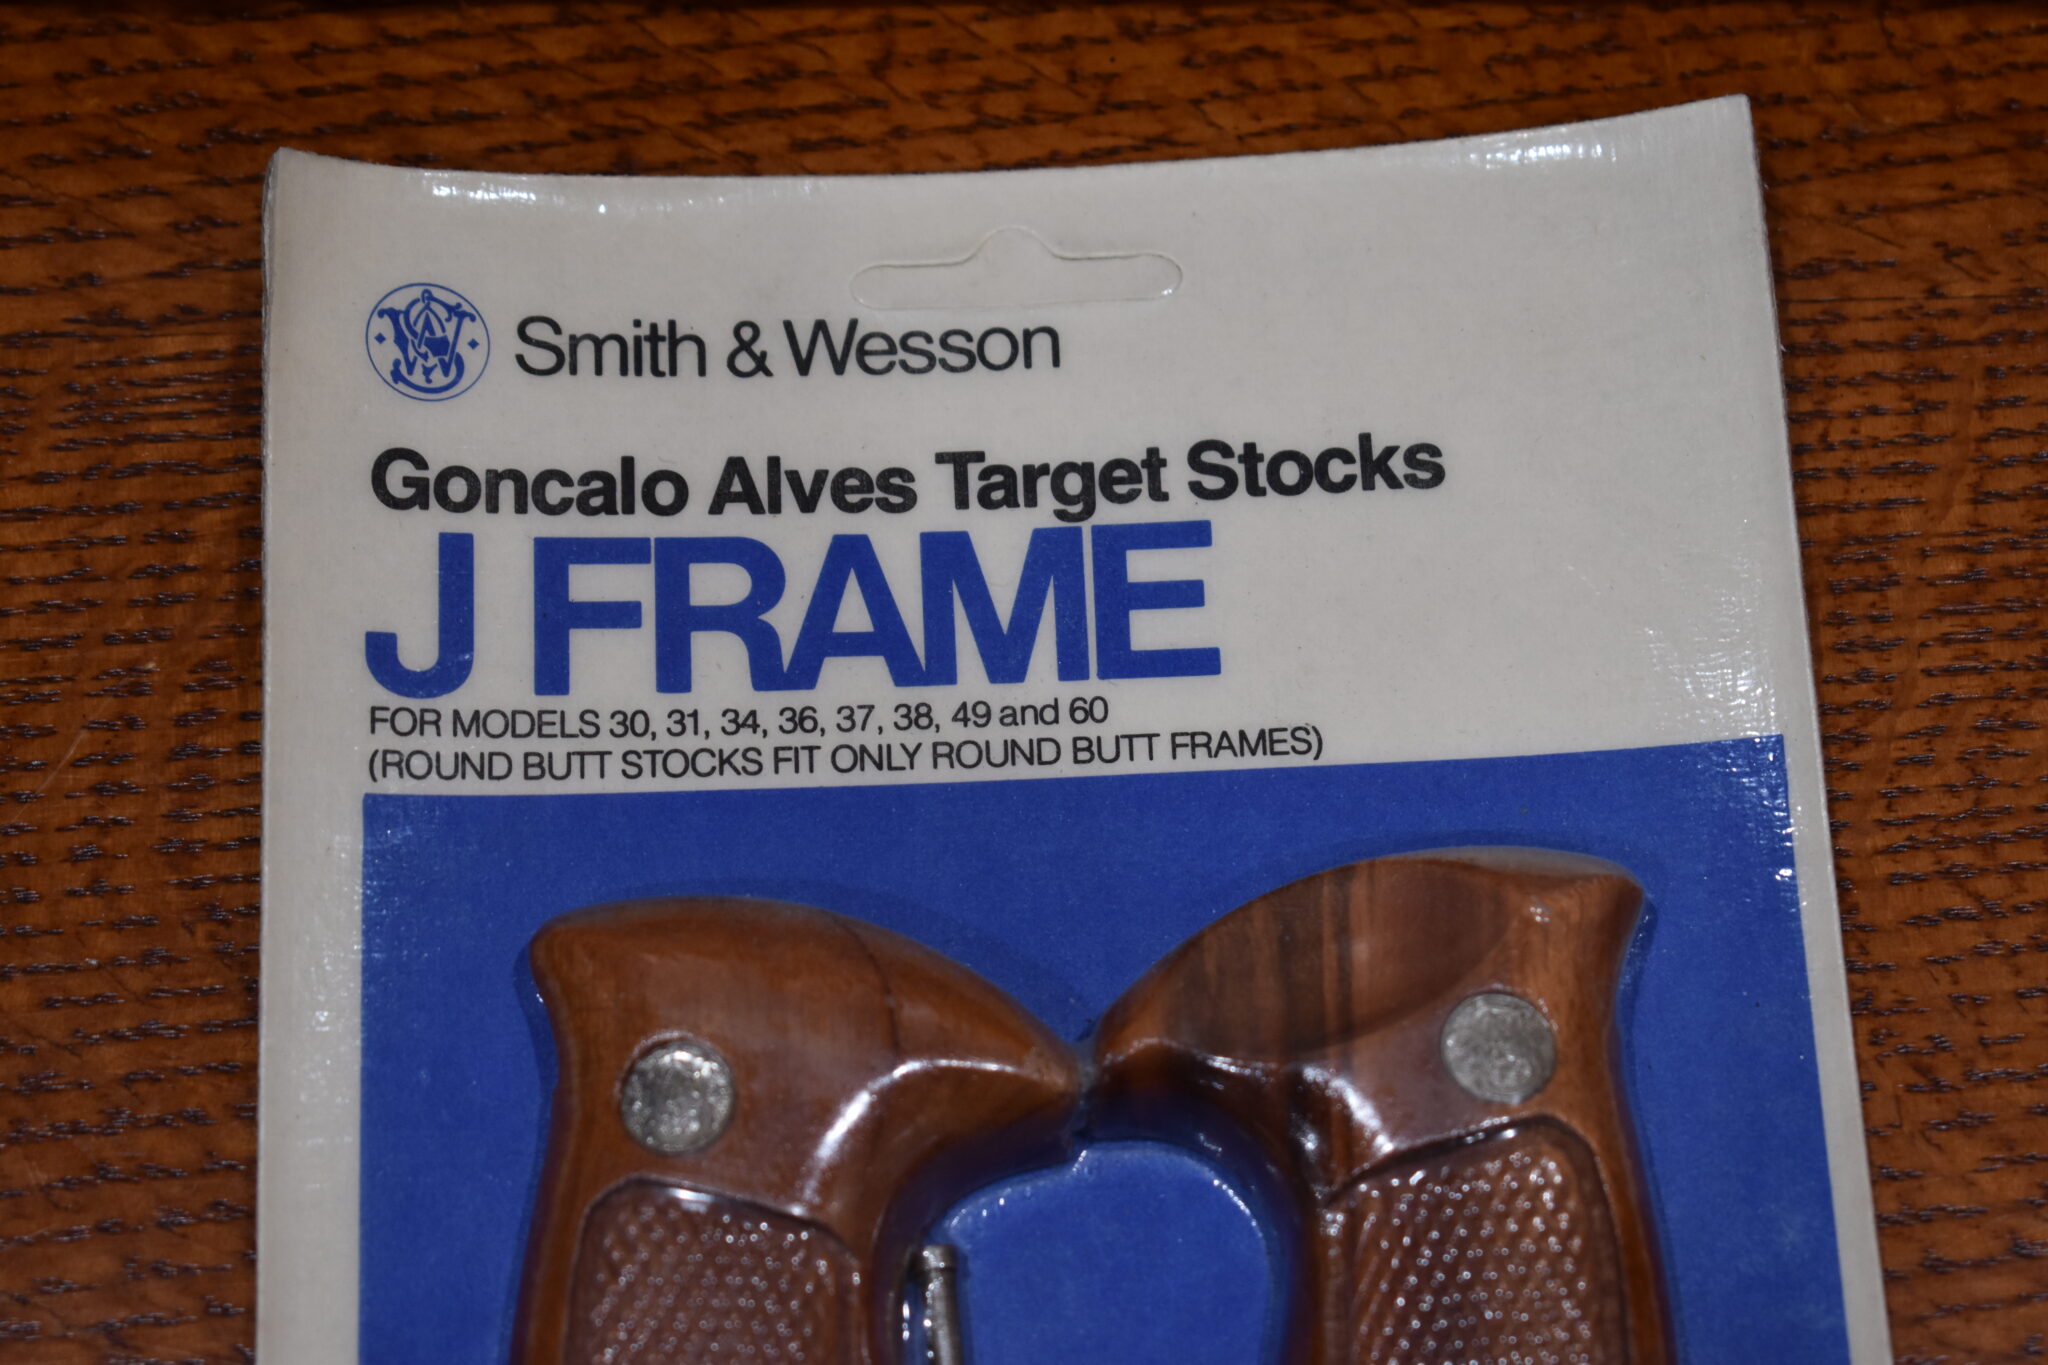 Smith & Wesson
Goncalo Alves Target Stocks
J FRAME
FOR MODELS 30, 31, 34, 36, 37, 38, 49 and 60
(ROUND BUTT STOCKS FIT ONLY ROUND BUTT FRAMES)